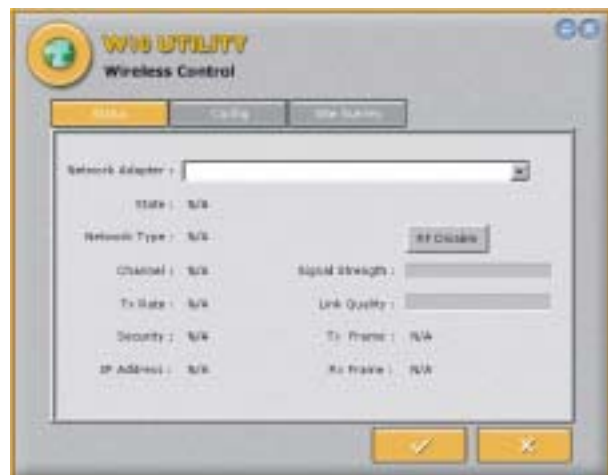 W10 UTILITY
Wireless Control
Status Config Site Survey
Network Adapter :
State : N/A
Network Type : N/A
RF Disable
Channel : N/A Signal Strength :
Tx Rate : N/A Link Quality :
Security : N/A Tx Frame : N/A
IP Address : N/A Rx Frame : N/A